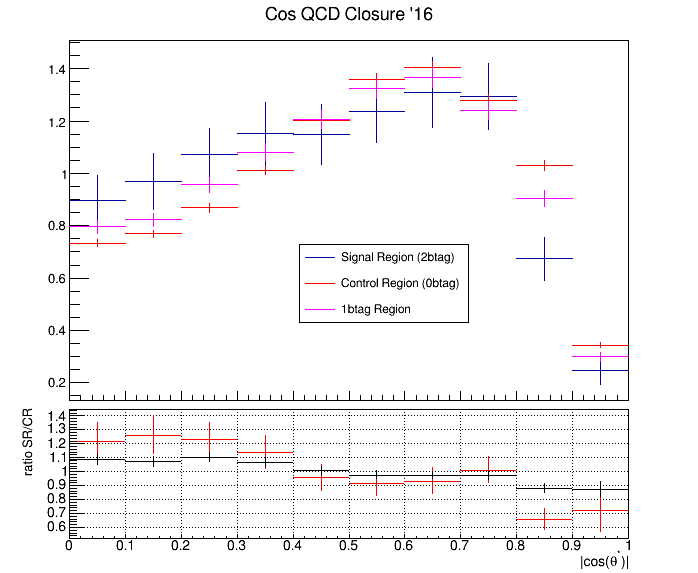 Cos QCD Closure '16
1.4
1.2
1
0.8
0.6
0.4
0.2
Signal Region (2btag)
Control Region (0btag)
1btag Region
ratio SR/CR
1.4
1.3
1.2
1.1
1
0.9
0.8
0.7
0.6
0 0.1 0.2 0.3 0.4 0.5 0.6 0.7 0.8 0.9 1
|cos(θ*)|